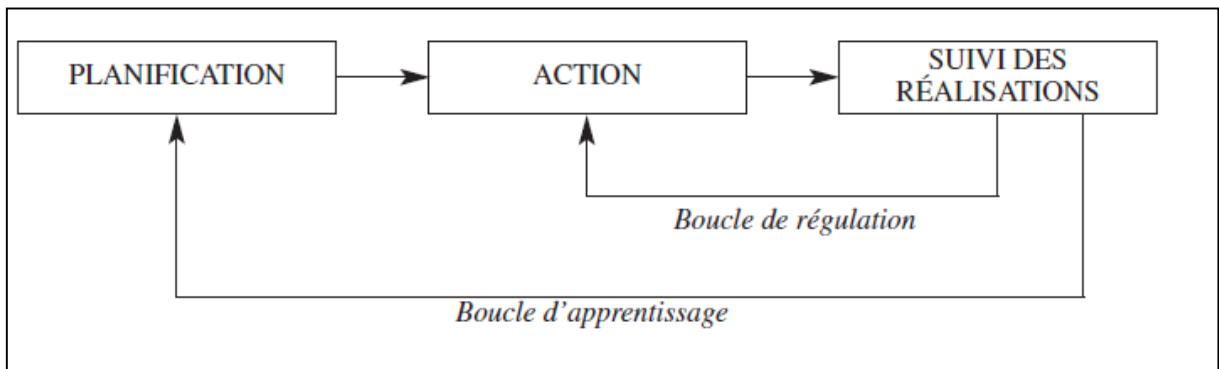 PLANIFICATION
ACTION
SUIVI DES
RÉALISATIONS
Boucle de régulation
Boucle d'apprentissage